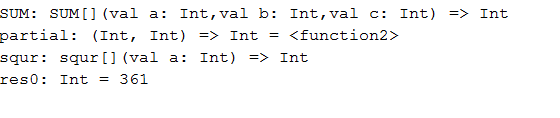 SUM: SUM[](val a: Int,val b: Int,val c: Int) => Int
partial: (Int, Int) => Int = <function2>
squr: squr[](val a: Int) => Int
res0: Int = 361